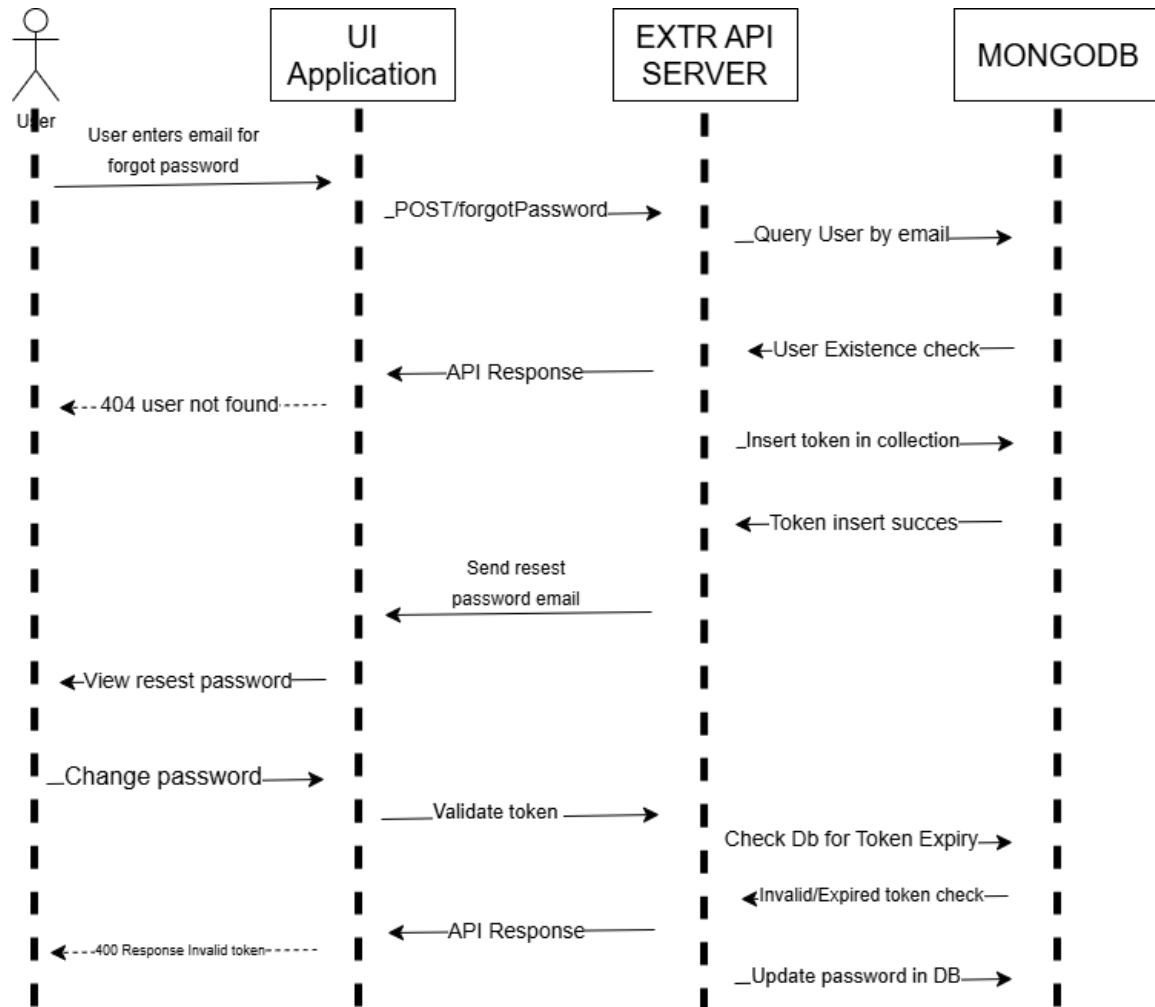 UI
Application
EXTR API
SERVER
MONGODB
User
User enters email for
forgot password
_POST/forgotPassword
_Query User by email
User Existence check
API Response
404 user not found
_Insert token in collection
Token insert succes
Send resest
password email
View resest password
_Change password
Validate token
Check Db for Token Expiry
Invalid/Expired token check
API Response
400 Response Invalid token
_Update password in DB